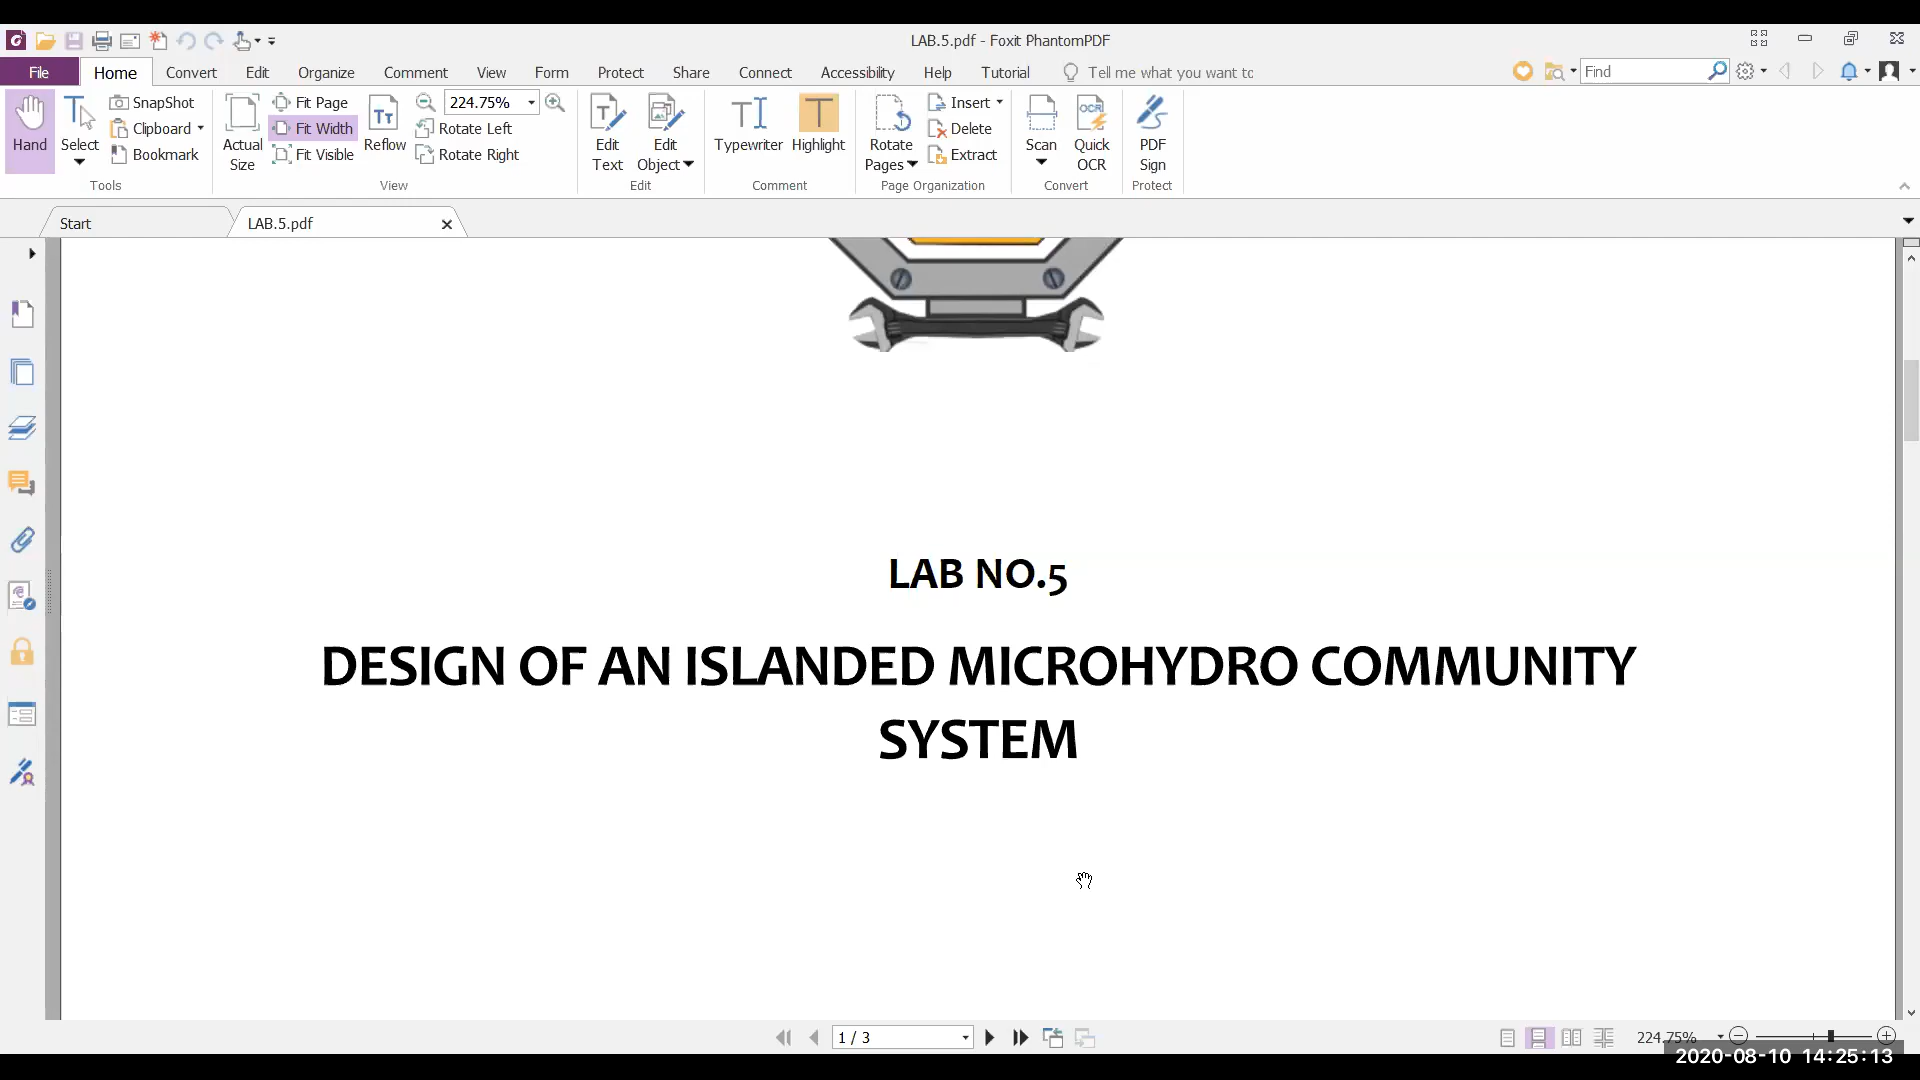 LAB.5.pdf - Foxit PhantomPDF
File Home Convert Edit Organize Comment View Form Protect Share Connect Accessibility Help Tutorial Tell me what you want to Find
Hand
Select
SnapShot
Clipboard
Bookmark
Tools
Actual
Size
Fit Page
Fit Width
Fit Visible
Reflow
224.75%
Rotate Left
Rotate Right
View
Edit
Text
Edit
Object
Edit
Typewriter
Highlight
Comment
Rotate
Pages
Insert
Delete
Extract
Page Organization
Scan
Quick
OCR
Convert
PDF
Sign
Protect
Start LAB.5.pdf
LAB NO.5
DESIGN OF AN ISLANDED MICROHYDRO COMMUNITY
SYSTEM
1 / 3
224.75%
2020-08-10 14:25:13